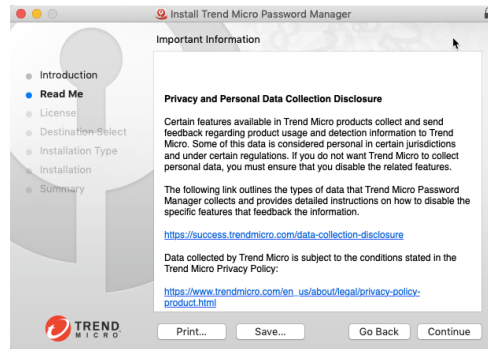 Install Trend Micro Password Manager
Important Information
Introduction
Read Me
License
Destination Select
Installation Type
Installation
Summary
Privacy and Personal Data Collection Disclosure
Certain features available in Trend Micro products collect and send
feedback regarding product usage and detection information to Trend
Micro. Some of this data is considered personal in certain jurisdictions
and under certain regulations. If you do not want Trend Micro to collect
personal data, you must ensure that you disable the related features.
The following link outlines the types of data that Trend Micro Password
Manager collects and provides detailed instructions on how to disable the
specific features that feedback the information.
https://success.trendmicro.com/data-collection-disclosure
Data collected by Trend Micro is subject to the conditions stated in the
Trend Micro Privacy Policy:
https://www.trendmicro.com/en_us/about/legal/privacy-policy-
product.html
TREND
MICRO
Print...
Save...
Go Back
Continue